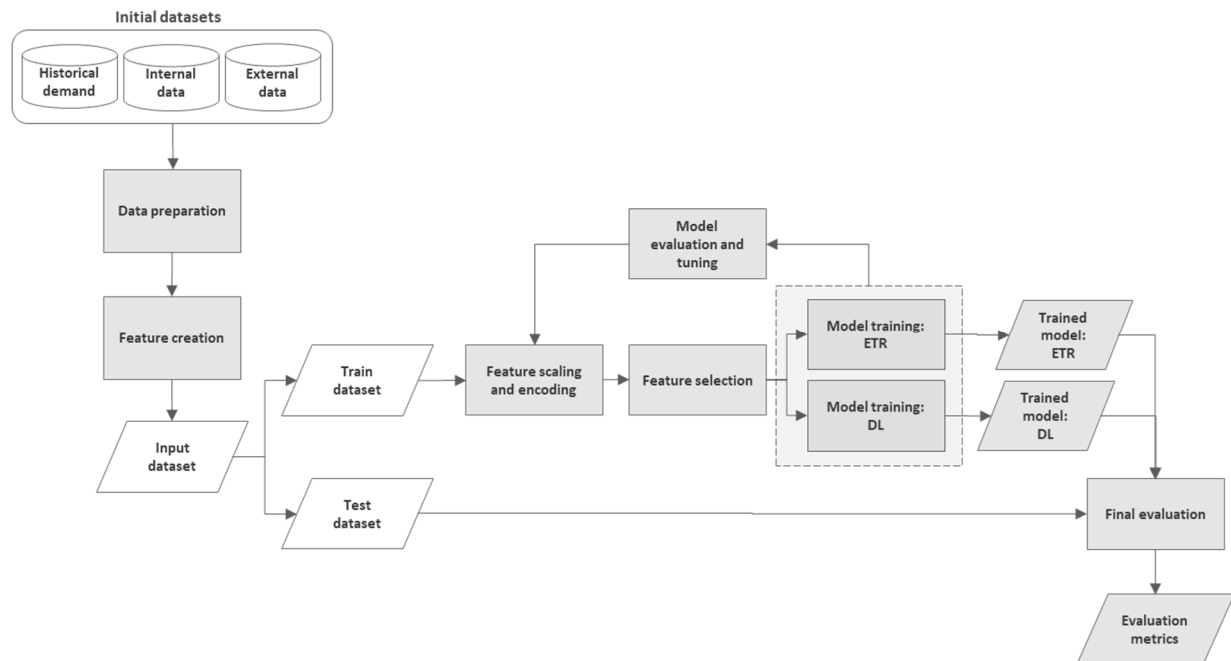 Initial datasets
Historical
demand
Internal
data
External
data
Data preparation
Feature creation
Input
dataset
Train
dataset
Test
dataset
Model
evaluation and
tuning
Feature scaling
and encoding
Feature selection
Model training:
ETR
Model training:
DL
Trained
model:
ETR
Trained
model:
DL
Final evaluation
Evaluation
metrics